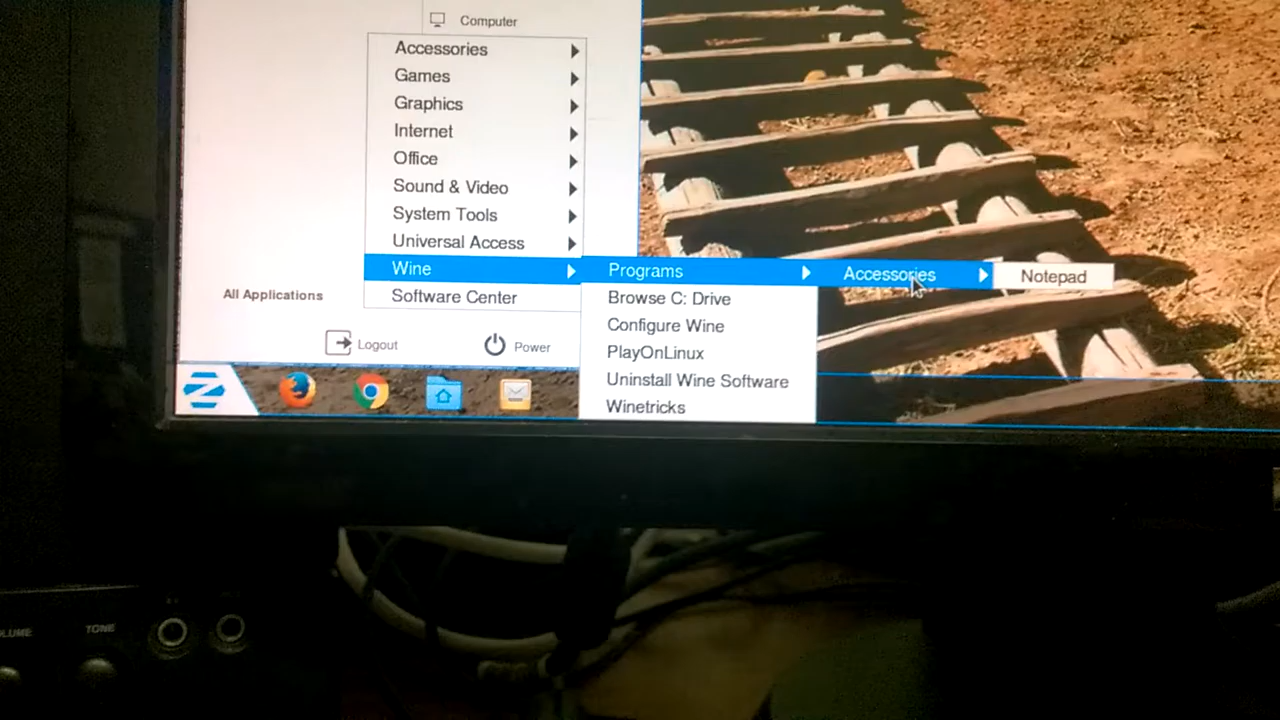 Computer
Accessories
Games
Graphics
Internet
Office
Sound & Video
System Tools
Universal Access
Wine
Software Center
Programs
Browse C: Drive
Configure Wine
PlayOnLinux
Uninstall Wine Software
Winetricks
Accessories
Notepad
All Applications
Logout
Power
TONE